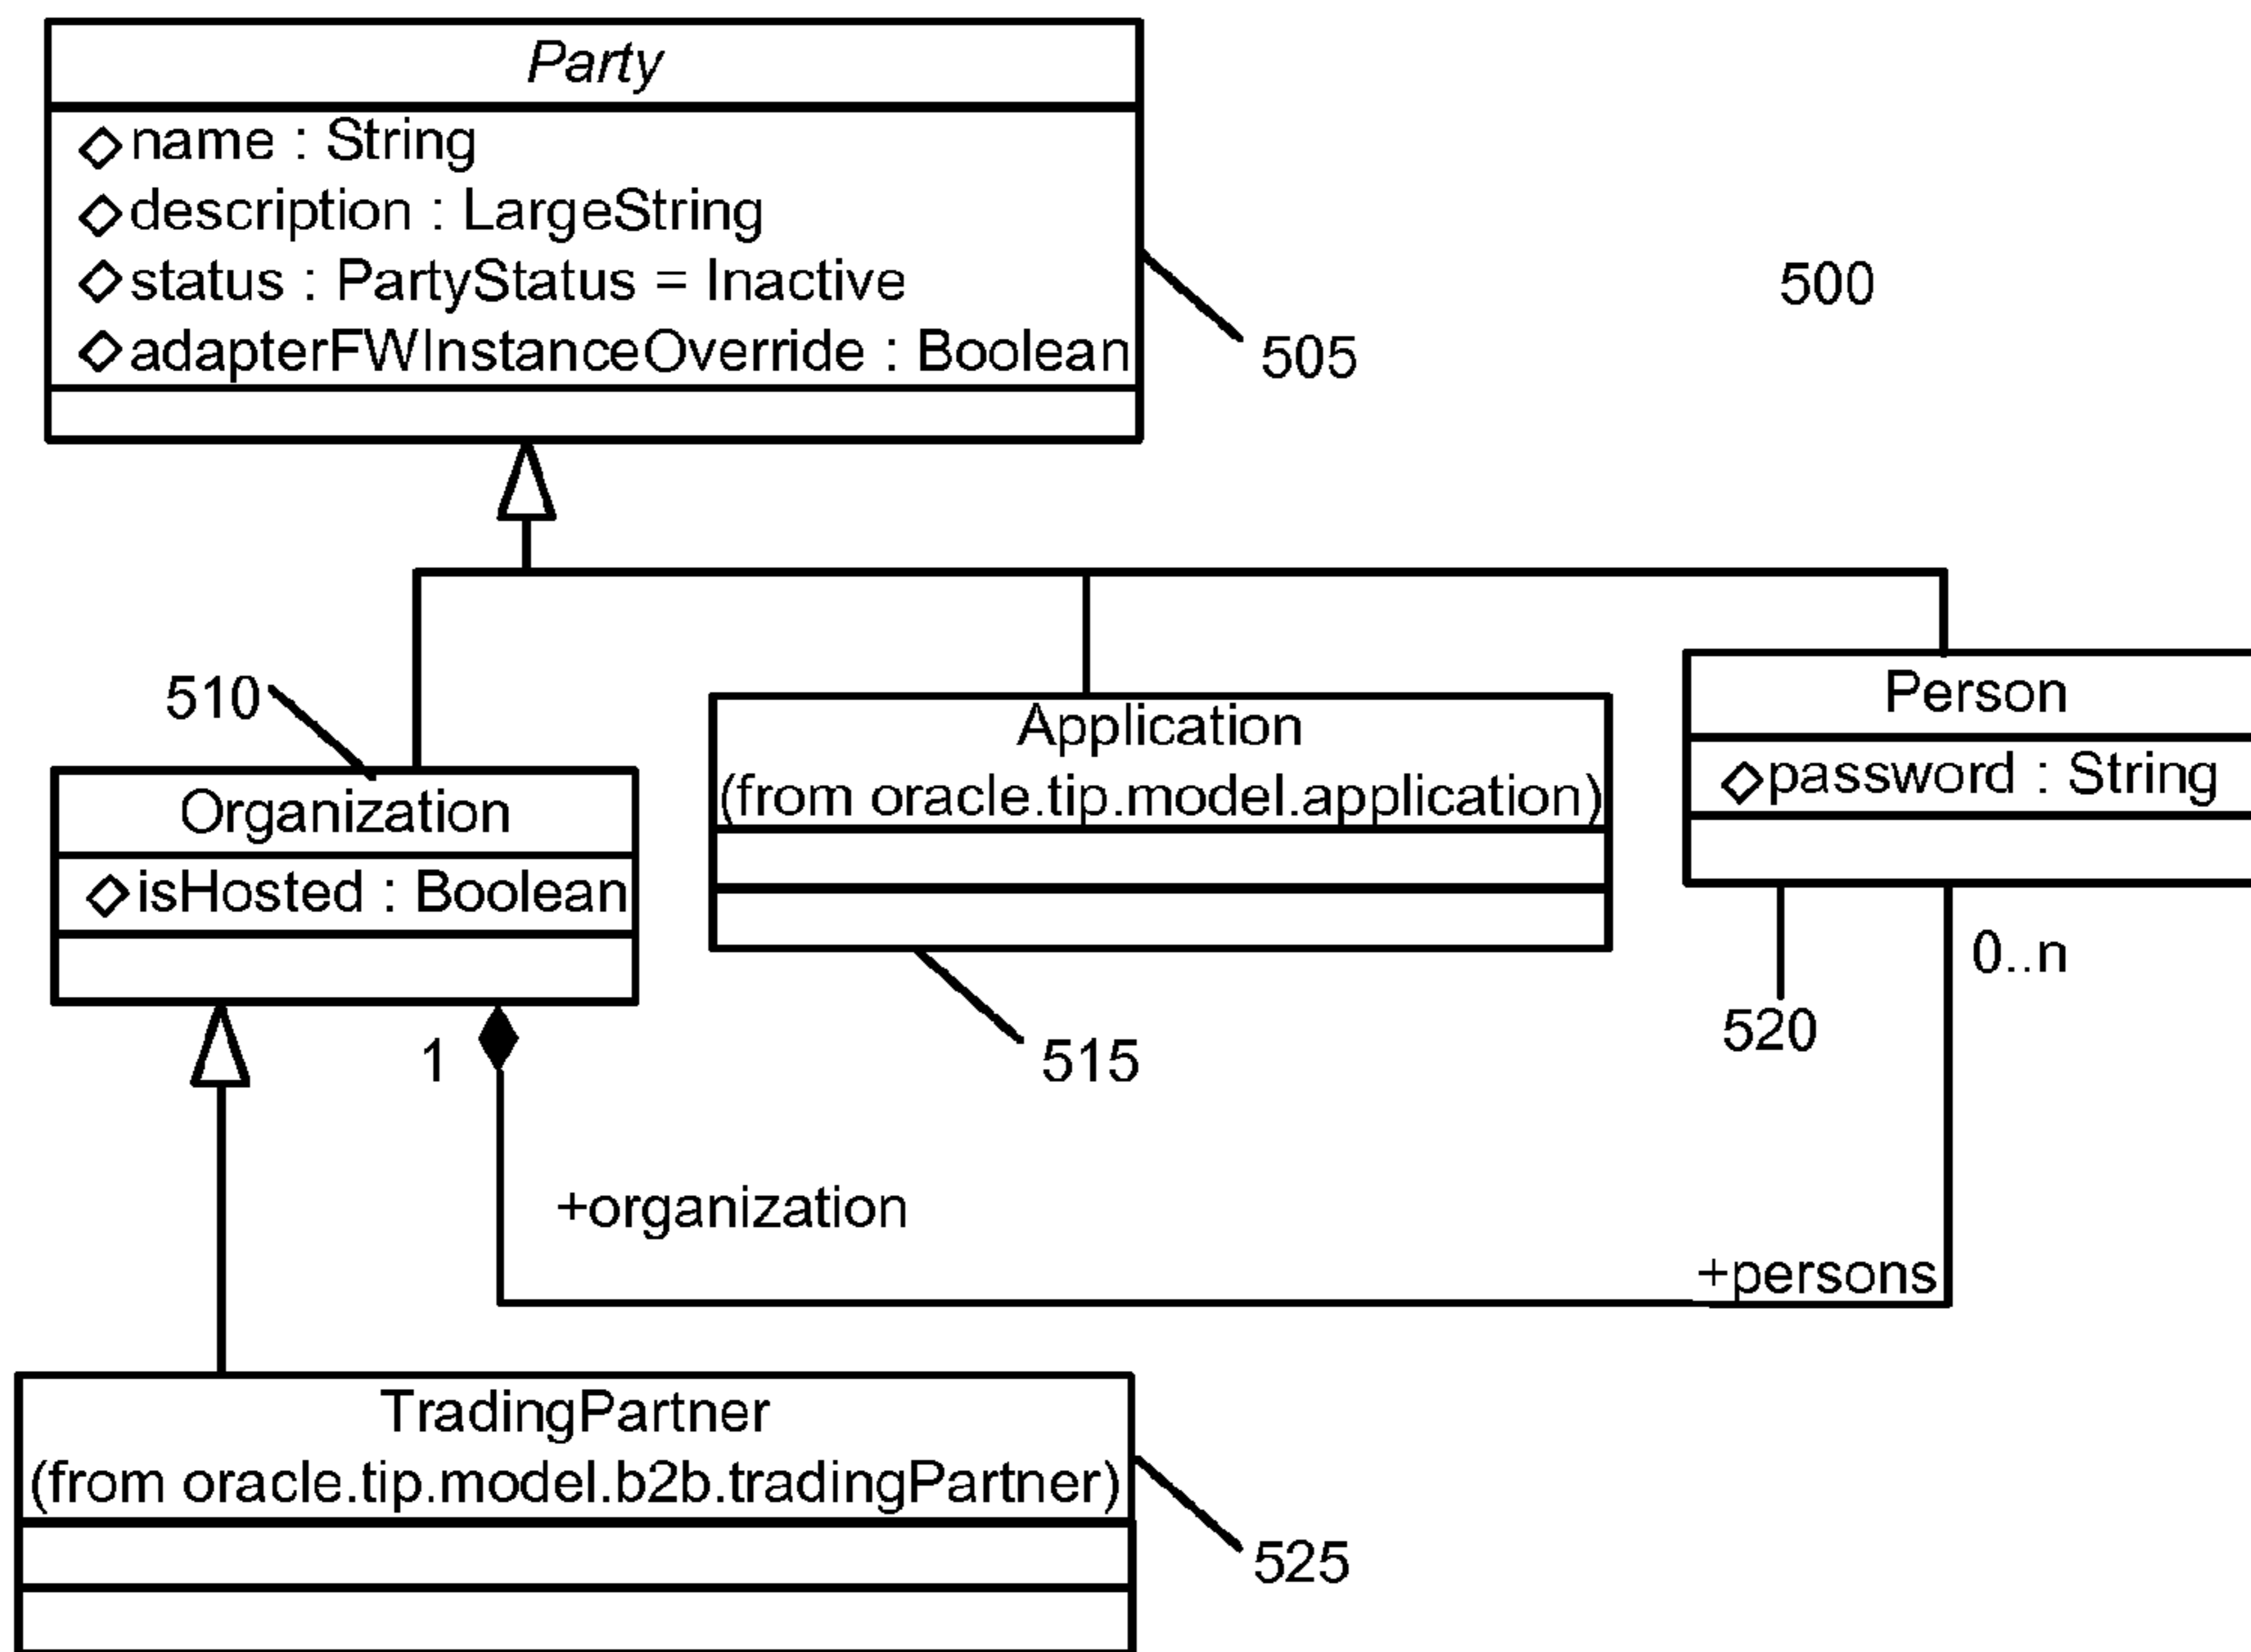 Party
name : String
description : LargeString
status : PartyStatus = Inactive
adapterFWInstanceOverride : Boolean
500
505
510
Organization
isHosted : Boolean
Application
(from oracle.tip.model.application)
Person
password : String
0..n
520
515
1
+organization
+persons
TradingPartner
(from oracle.tip.model.b2b.tradingPartner)
525